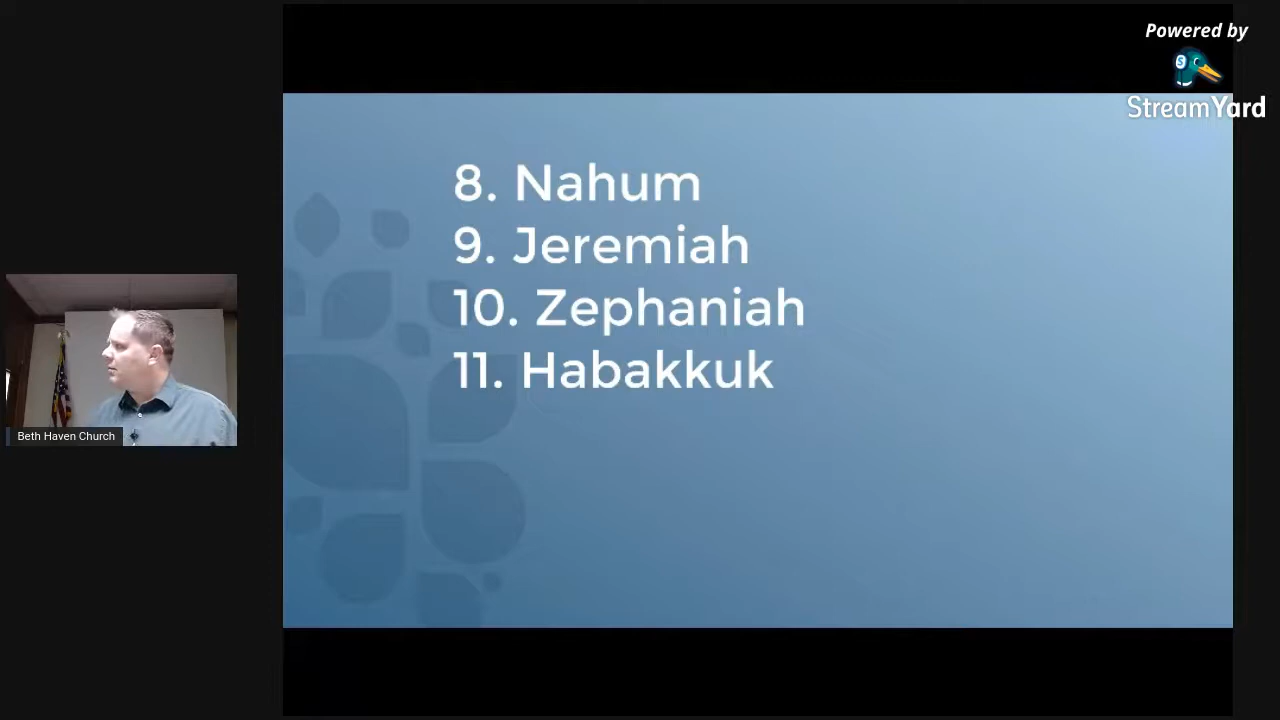 Powered by
StreamYard
8. Nahum
9. Jeremiah
10. Zephaniah
11. Habakkuk
Beth Haven Church